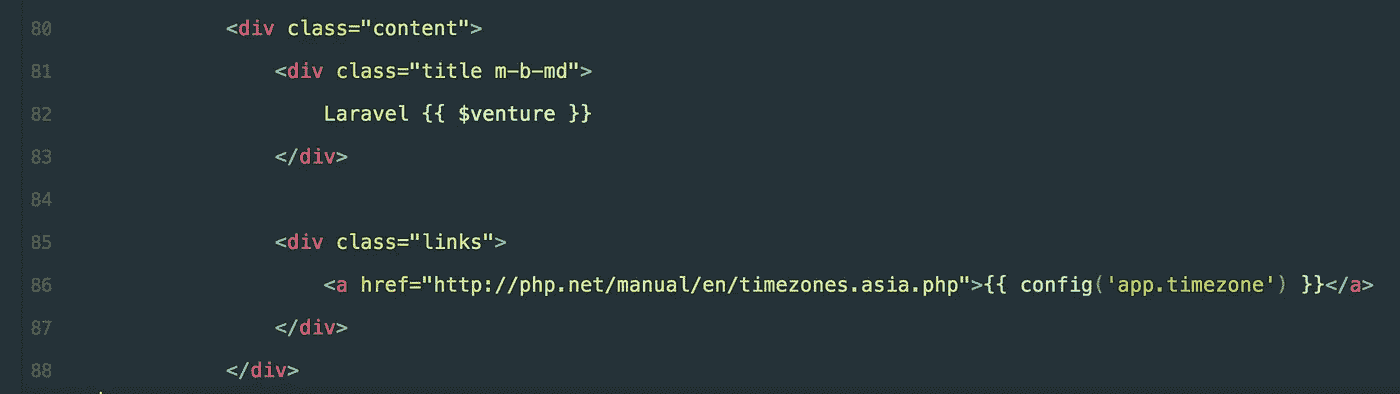 80 <div class="content">
81 <div class="title m-b-md">
82 Laravel {{ $venture }}
83 </div>
84
85 <div class="links">
86 <a href="http://php.net/manual/en/timezones.asia.php">{{ config('app.timezone') }}</a>
87 </div>
88 </div>